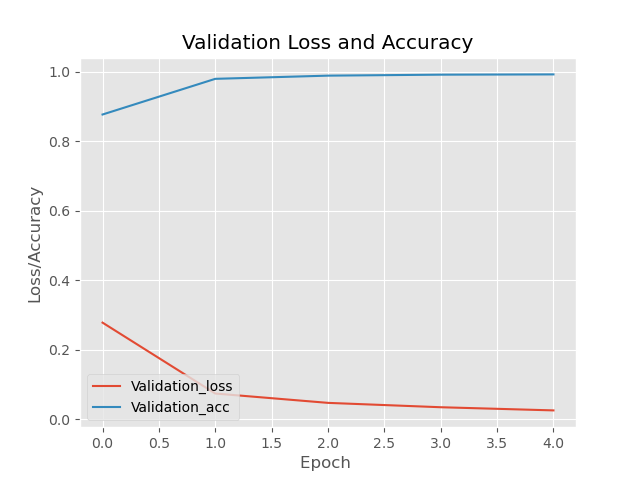 Validation Loss and Accuracy
1.0
0.8
0.6
0.4
0.2
0.0
Loss/Accuracy
Validation_loss
Validation_acc
0.0 0.5 1.0 1.5 2.0 2.5 3.0 3.5 4.0
Epoch